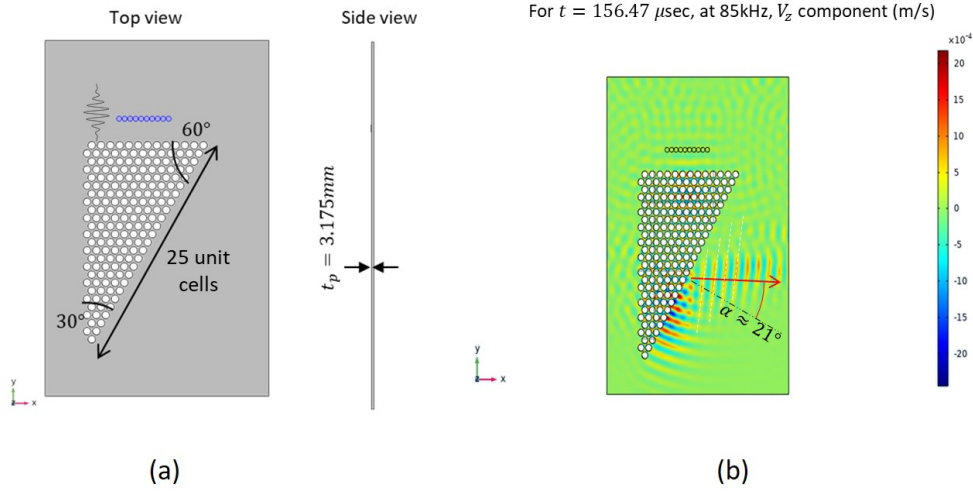 Top view
Side view
60°
30°
25 unit
cells
t_p = 3.175mm
y
z
x
(a)
For t = 156.47 μsec, at 85kHz, V_z component (m/s)
×10⁻⁴
20
15
10
5
0
-5
-10
-15
-20
α ≈ 21°
y
z
x
(b)